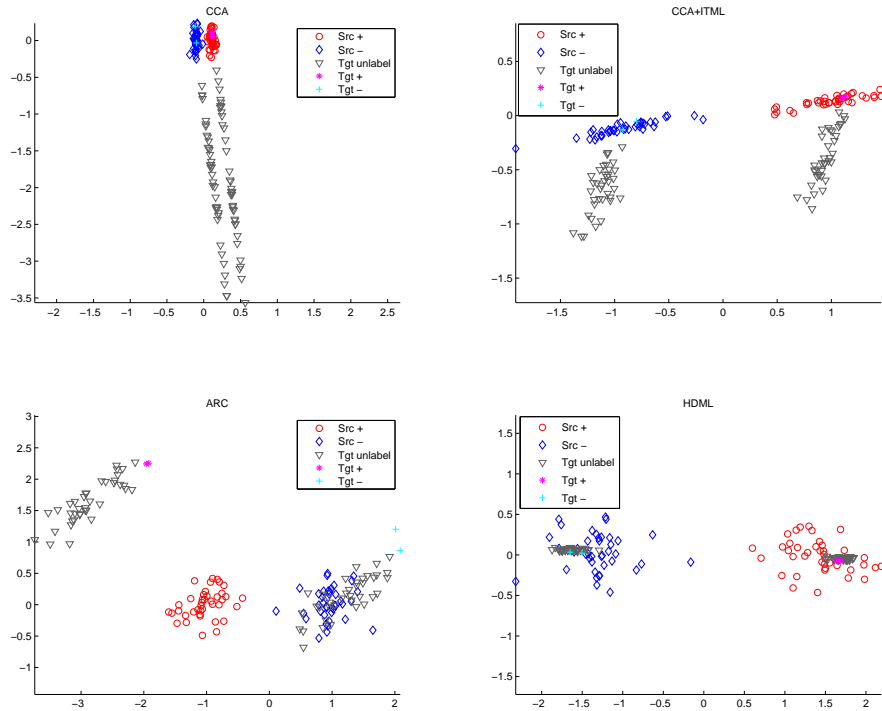 CCA
0
−0.5
−1
−1.5
−2
−2.5
−3
−3.5
−2 −1.5 −1 −0.5 0 0.5 1 1.5 2 2.5
Src +
Src −
Tgt unlabel
Tgt +
Tgt −
CCA+ITML
0.5
0
−0.5
−1
−1.5
−1.5 −1 −0.5 0 0.5 1
Src +
Src −
Tgt unlabel
Tgt +
Tgt −
ARC
3
2.5
2
1.5
1
0.5
0
−0.5
−1
−3 −2 −1 0 1 2
Src +
Src −
Tgt unlabel
Tgt +
Tgt −
HDML
1.5
1
0.5
0
−0.5
−1
−1.5
−2 −1.5 −1 −0.5 0 0.5 1 1.5 2
Src +
Src −
Tgt unlabel
Tgt +
Tgt −